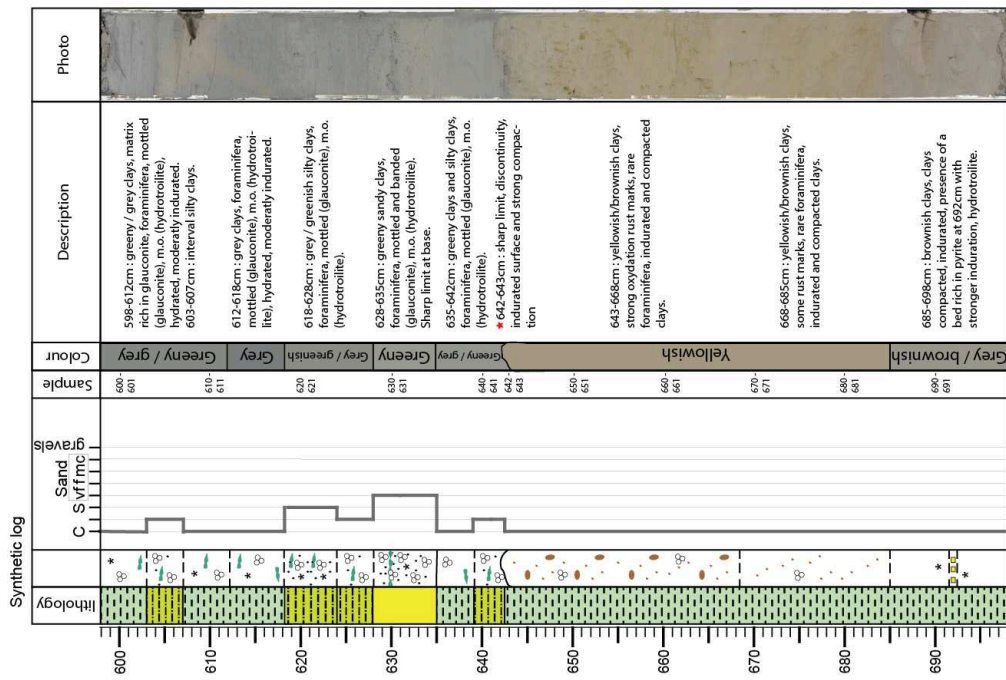 Photo
Description
598-612cm : greeny / grey clays, matrix
rich in glauconite, foraminifera, mottled
(glauconite), m.o. (hydrotroilite),
hydrated, moderatly indurated.
603-607cm : interval silty clays.
612-618cm : grey clays, foraminifera,
mottled (glauconite), m.o. (hydrotroi-
lite), hydrated, moderatly indurated.
618-628cm : grey / greenish silty clays,
foraminifera, mottled (glauconite), m.o.
(hydrotroilite).
628-635cm : greeny sandy clays,
foraminifera, mottled and banded
(glauconite), m.o. (hydrotroilite).
Sharp limit at base.
635-642cm : greeny clays and silty clays,
foraminifera, mottled (glauconite), m.o.
(hydrotroilite).
★ 642-643cm : sharp limit, discontinuity,
indurated surface and strong compac-
tion
643-668cm : yellowish/brownish clays,
strong oxydation rust marks, rare
foraminifera, indurated and compacted
clays.
668-685cm : yellowish/brownish clays,
some rust marks, rare foraminifera,
indurated and compacted clays.
685-698cm : brownish clays, clays
compacted, indurated, presence of a
bed rich in pyrite at 692cm with
stronger induration, hydrotroilite.
Colour
Greeny / grey
Grey
Grey / greenish
Greeny
Greeny / grey
Yellowish
Grey / brownish
Sample
600-
601
610-
611
620-
621
630-
631
640-
641
642-
643
650-
651
660-
661
670-
671
680-
681
690-
691
Synthetic log
gravels
Sand
vf f m c
S
C
lithology
600
610
620
630
640
650
660
670
680
690